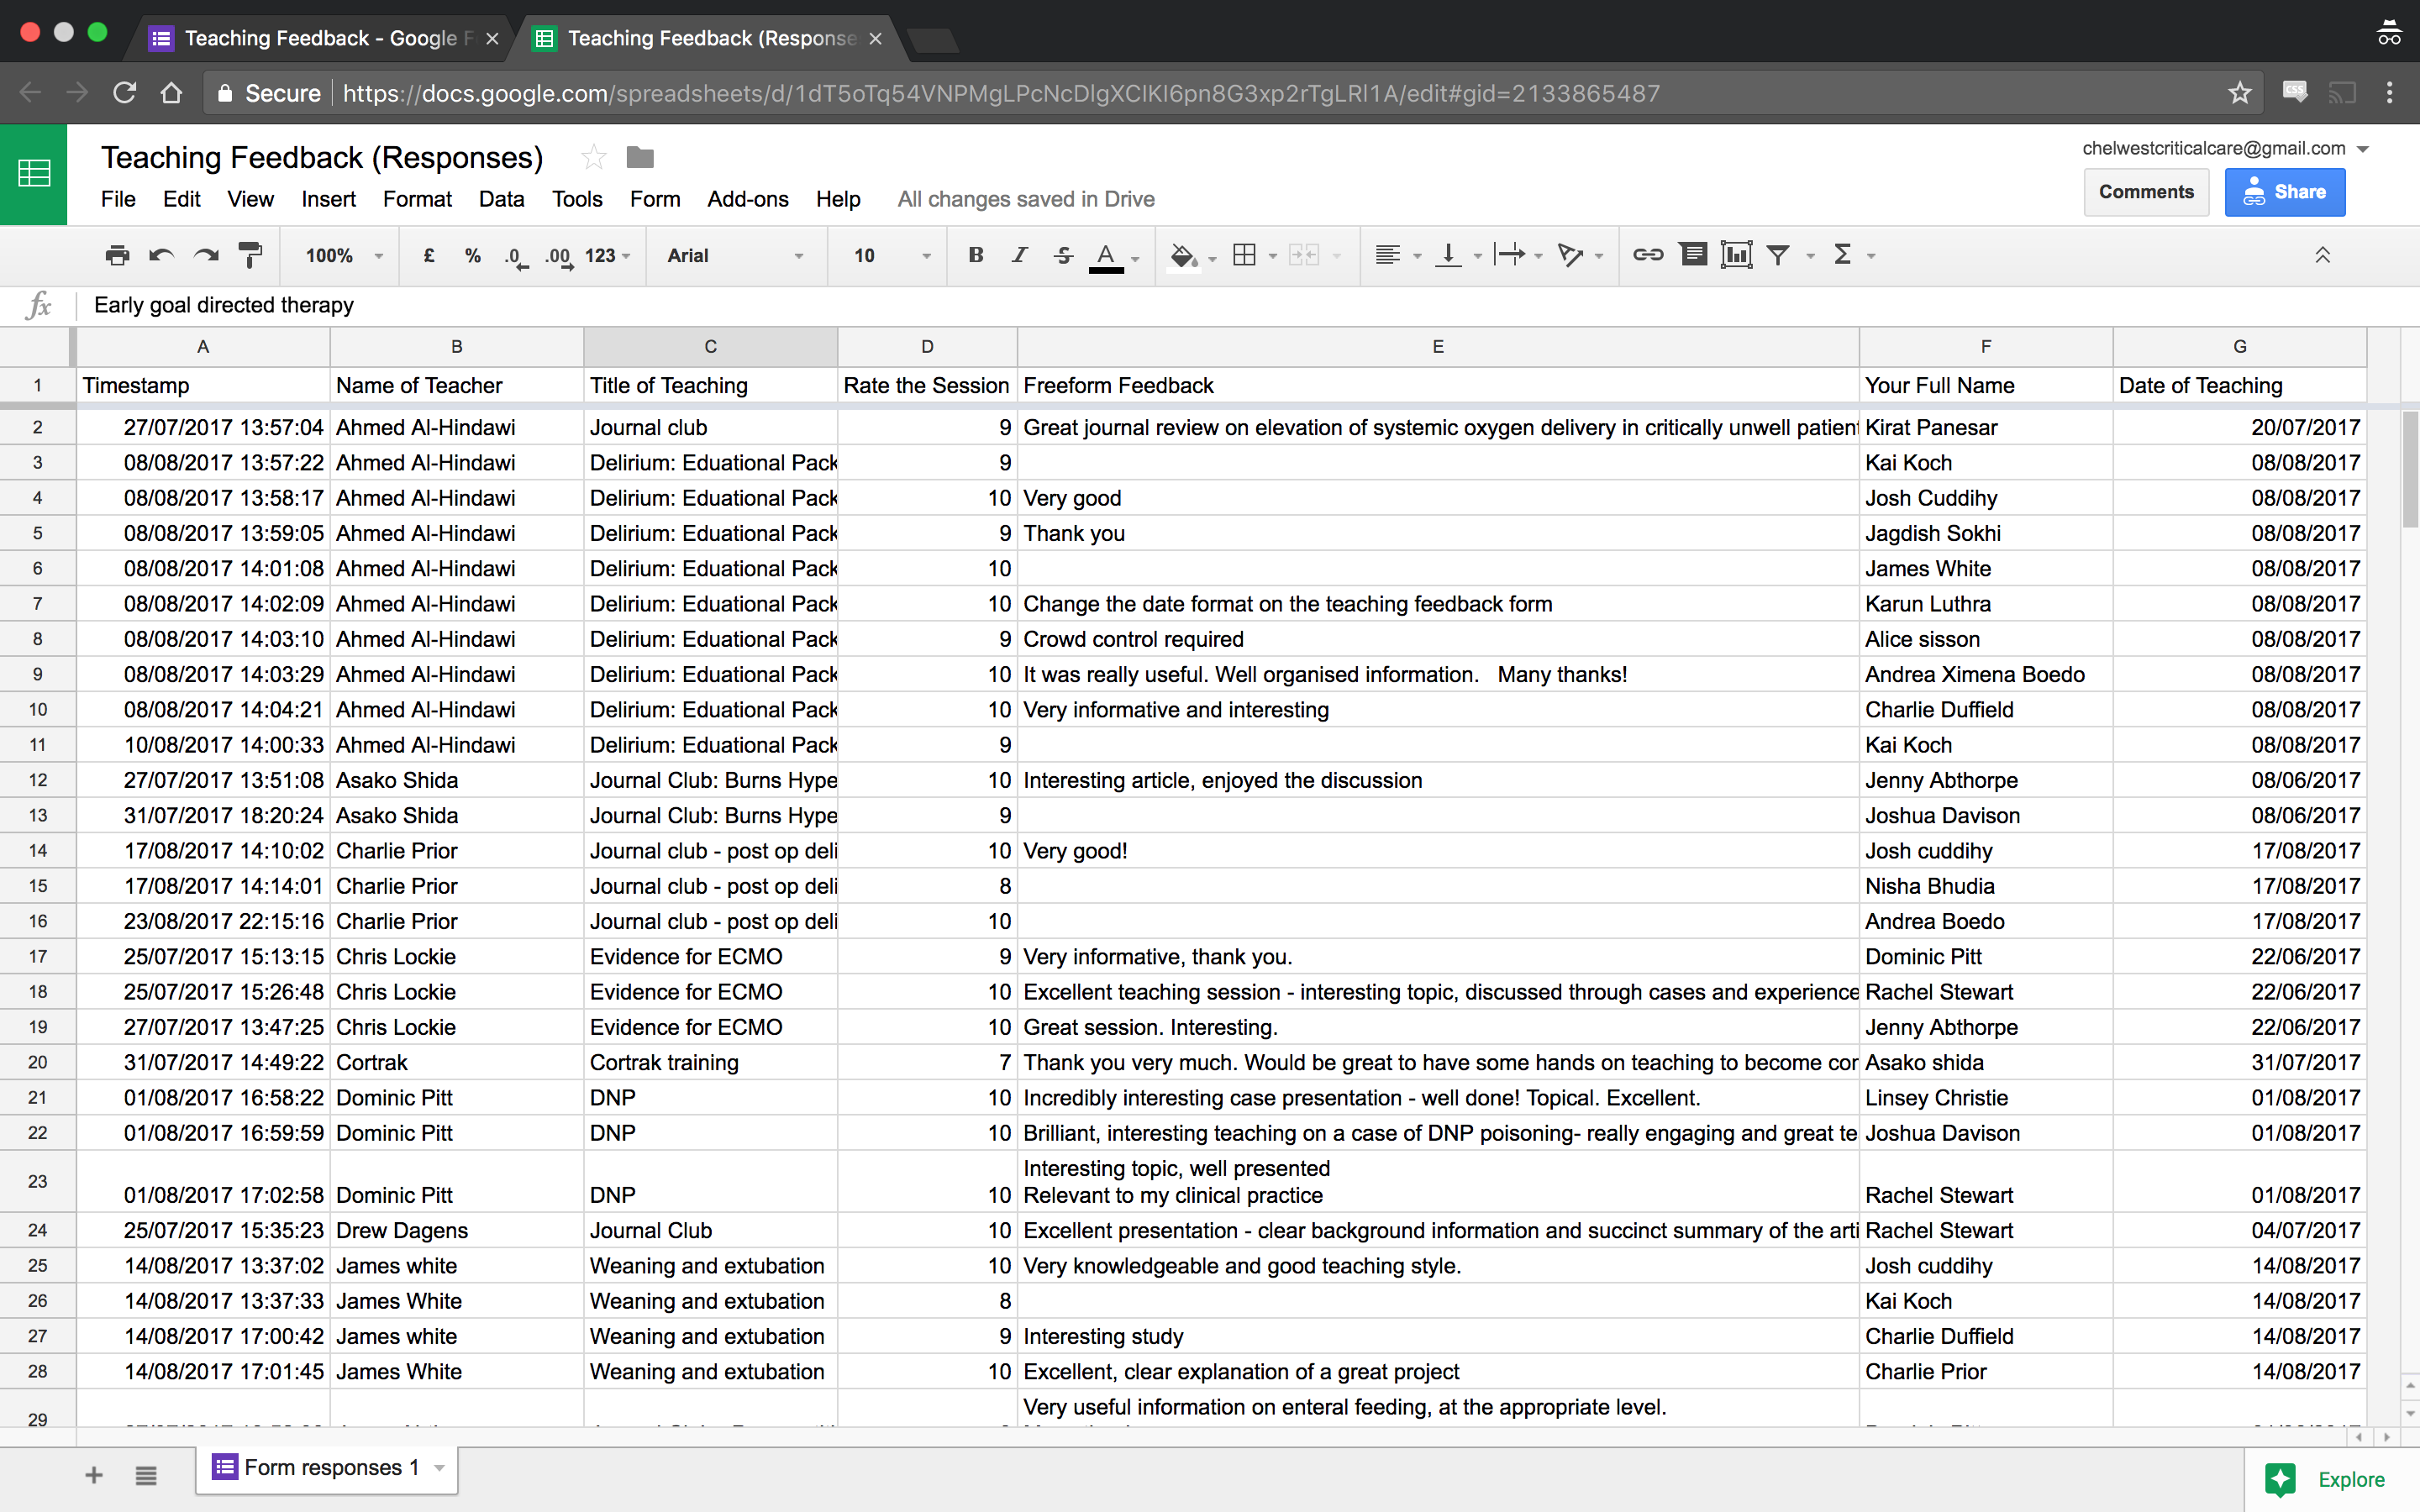 Teaching Feedback - Google F
Teaching Feedback (Response
Secure https://docs.google.com/spreadsheets/d/1dT5oTq54VNPMgLPcNcDlgXCIKI6pn8G3xp2rTgLRl1A/edit#gid=2133865487
Teaching Feedback (Responses)
chelwestcriticalcare@gmail.com
File Edit View Insert Format Data Tools Form Add-ons Help All changes saved in Drive
Comments Share
100% £ % .0 .00 123 Arial 10 B I S A Σ
fx Early goal directed therapy
A B C D E F G
1 Timestamp Name of Teacher Title of Teaching Rate the Session Freeform Feedback Your Full Name Date of Teaching
2 27/07/2017 13:57:04 Ahmed Al-Hindawi Journal club 9 Great journal review on elevation of systemic oxygen delivery in critically unwell patient Kirat Panesar 20/07/2017
3 08/08/2017 13:57:22 Ahmed Al-Hindawi Delirium: Eduational Pack 9 Kai Koch 08/08/2017
4 08/08/2017 13:58:17 Ahmed Al-Hindawi Delirium: Eduational Pack 10 Very good Josh Cuddihy 08/08/2017
5 08/08/2017 13:59:05 Ahmed Al-Hindawi Delirium: Eduational Pack 9 Thank you Jagdish Sokhi 08/08/2017
6 08/08/2017 14:01:08 Ahmed Al-Hindawi Delirium: Eduational Pack 10 James White 08/08/2017
7 08/08/2017 14:02:09 Ahmed Al-Hindawi Delirium: Eduational Pack 10 Change the date format on the teaching feedback form Karun Luthra 08/08/2017
8 08/08/2017 14:03:10 Ahmed Al-Hindawi Delirium: Eduational Pack 9 Crowd control required Alice sisson 08/08/2017
9 08/08/2017 14:03:29 Ahmed Al-Hindawi Delirium: Eduational Pack 10 It was really useful. Well organised information. Many thanks! Andrea Ximena Boedo 08/08/2017
10 08/08/2017 14:04:21 Ahmed Al-Hindawi Delirium: Eduational Pack 10 Very informative and interesting Charlie Duffield 08/08/2017
11 10/08/2017 14:00:33 Ahmed Al-Hindawi Delirium: Eduational Pack 9 Kai Koch 08/08/2017
12 27/07/2017 13:51:08 Asako Shida Journal Club: Burns Hype 10 Interesting article, enjoyed the discussion Jenny Abthorpe 08/06/2017
13 31/07/2017 18:20:24 Asako Shida Journal Club: Burns Hype 9 Joshua Davison 08/06/2017
14 17/08/2017 14:10:02 Charlie Prior Journal club - post op deli 10 Very good! Josh cuddihy 17/08/2017
15 17/08/2017 14:14:01 Charlie Prior Journal club - post op deli 8 Nisha Bhudia 17/08/2017
16 23/08/2017 22:15:16 Charlie Prior Journal club - post op deli 10 Andrea Boedo 17/08/2017
17 25/07/2017 15:13:15 Chris Lockie Evidence for ECMO 9 Very informative, thank you. Dominic Pitt 22/06/2017
18 25/07/2017 15:26:48 Chris Lockie Evidence for ECMO 10 Excellent teaching session - interesting topic, discussed through cases and experience Rachel Stewart 22/06/2017
19 27/07/2017 13:47:25 Chris Lockie Evidence for ECMO 10 Great session. Interesting. Jenny Abthorpe 22/06/2017
20 31/07/2017 14:49:22 Cortrak Cortrak training 7 Thank you very much. Would be great to have some hands on teaching to become cor Asako shida 31/07/2017
21 01/08/2017 16:58:22 Dominic Pitt DNP 10 Incredibly interesting case presentation - well done! Topical. Excellent. Linsey Christie 01/08/2017
22 01/08/2017 16:59:59 Dominic Pitt DNP 10 Brilliant, interesting teaching on a case of DNP poisoning- really engaging and great te Joshua Davison 01/08/2017
Interesting topic, well presented
23 01/08/2017 17:02:58 Dominic Pitt DNP 10 Relevant to my clinical practice Rachel Stewart 01/08/2017
24 25/07/2017 15:35:23 Drew Dagens Journal Club 10 Excellent presentation - clear background information and succinct summary of the arti Rachel Stewart 04/07/2017
25 14/08/2017 13:37:02 James white Weaning and extubation 10 Very knowledgeable and good teaching style. Josh cuddihy 14/08/2017
26 14/08/2017 13:37:33 James White Weaning and extubation 8 Kai Koch 14/08/2017
27 14/08/2017 17:00:42 James white Weaning and extubation 9 Interesting study Charlie Duffield 14/08/2017
28 14/08/2017 17:01:45 James White Weaning and extubation 10 Excellent, clear explanation of a great project Charlie Prior 14/08/2017
29 Very useful information on enteral feeding, at the appropriate level.
Form responses 1
Explore